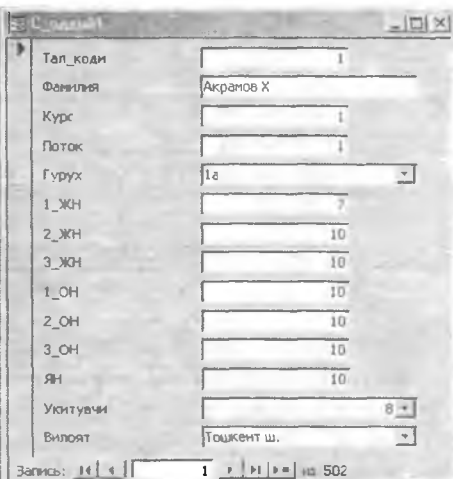 Тал_коди 1
Фамилия Акрамов Х
Курс 1
Поток 1
Гурух 1а
1_ЖН 7
2_ЖН 10
3_ЖН 10
1_ОН 10
2_ОН 10
3_ОН 10
ЯН 10
Укитувчи 8
Вилоят Тошкент ш.
Запись: 1 из 502